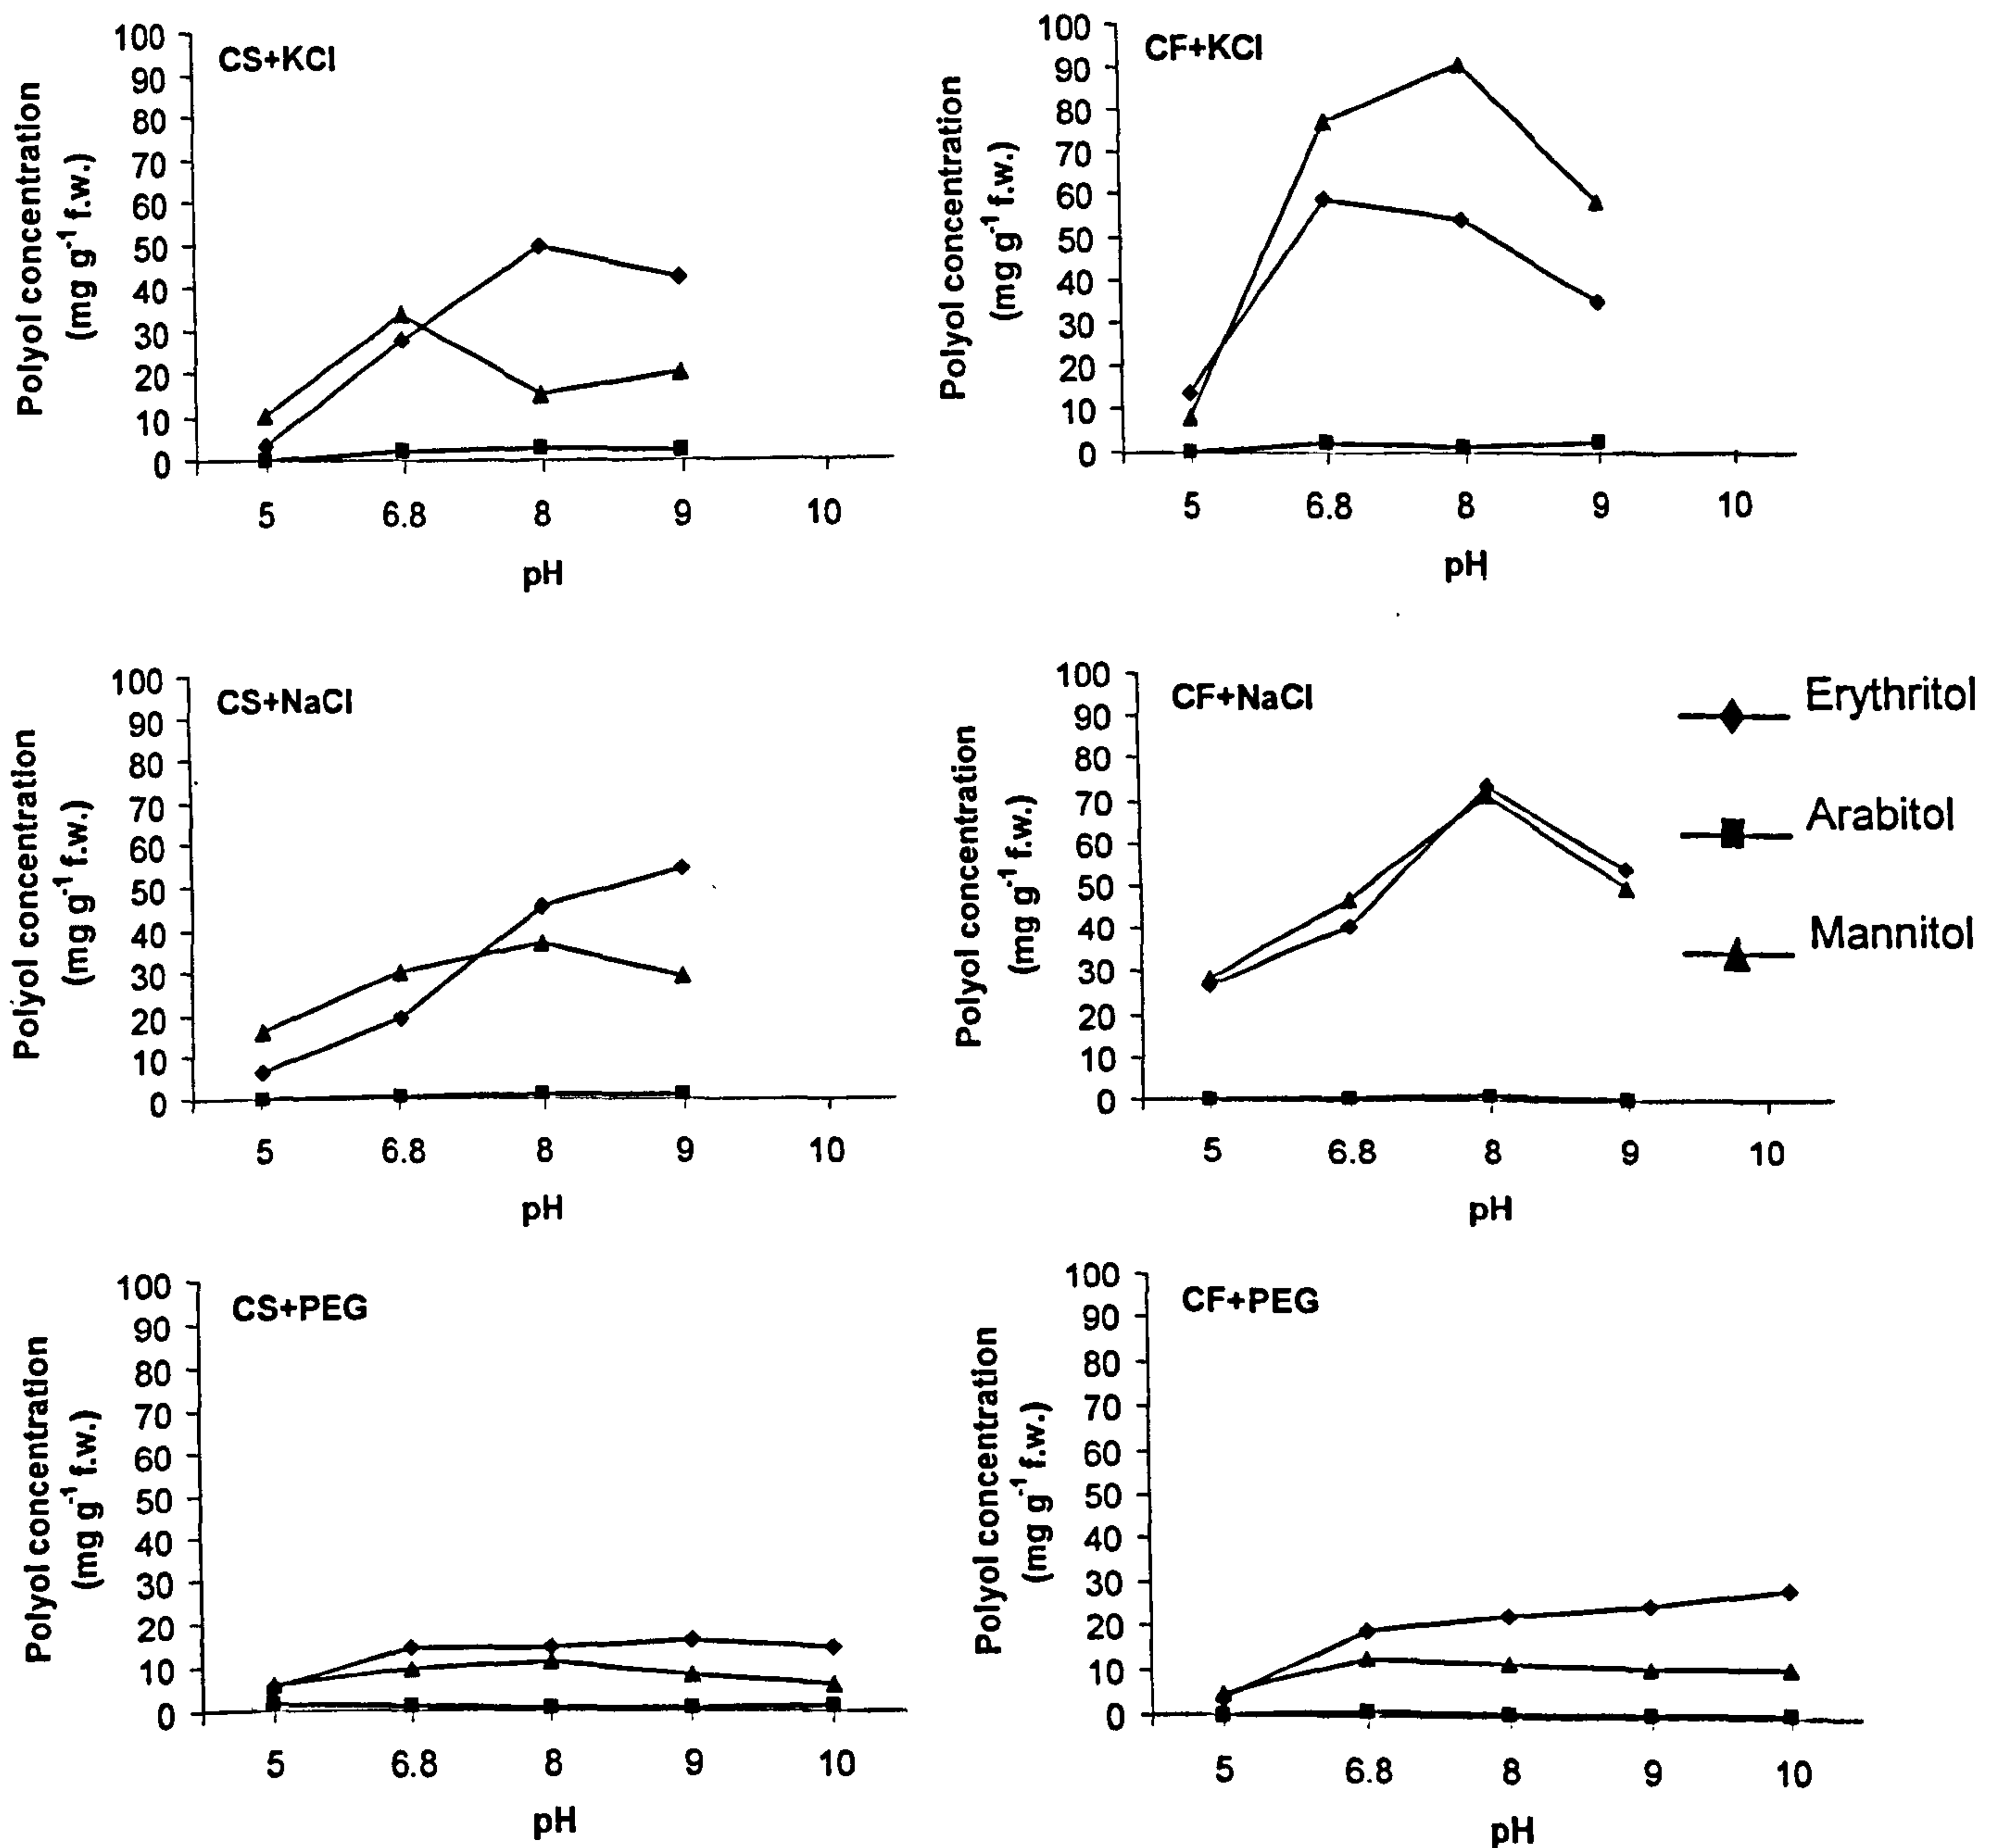 CS+KCl
Polyol concentration
(mg g-1 f.w.)
100
90
80
70
60
50
40
30
20
10
0
5 6.8 8 9 10
pH
CF+KCl
Polyol concentration
(mg g-1 f.w.)
100
90
80
70
60
50
40
30
20
10
0
5 6.8 8 9 10
pH
CS+NaCl
Polyol concentration
(mg g-1 f.w.)
100
90
80
70
60
50
40
30
20
10
0
5 6.8 8 9 10
pH
CF+NaCl
Polyol concentration
(mg g-1 f.w.)
100
90
80
70
60
50
40
30
20
10
0
5 6.8 8 9 10
pH
Erythritol
Arabitol
Mannitol
CS+PEG
Polyol concentration
(mg g-1 f.w.)
100
90
80
70
60
50
40
30
20
10
0
5 6.8 8 9 10
pH
CF+PEG
Polyol concentration
(mg g-1 f.w.)
100
90
80
70
60
50
40
30
20
10
0
5 6.8 8 9 10
pH